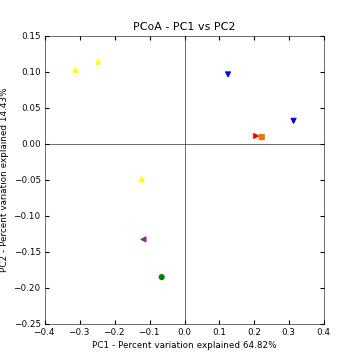 PCoA - PC1 vs PC2
0.15
0.10
0.05
0.00
−0.05
−0.10
−0.15
−0.20
−0.25
PC2 - Percent variation explained 14.43%
−0.4 −0.3 −0.2 −0.1 0.0 0.1 0.2 0.3 0.4
PC1 - Percent variation explained 64.82%